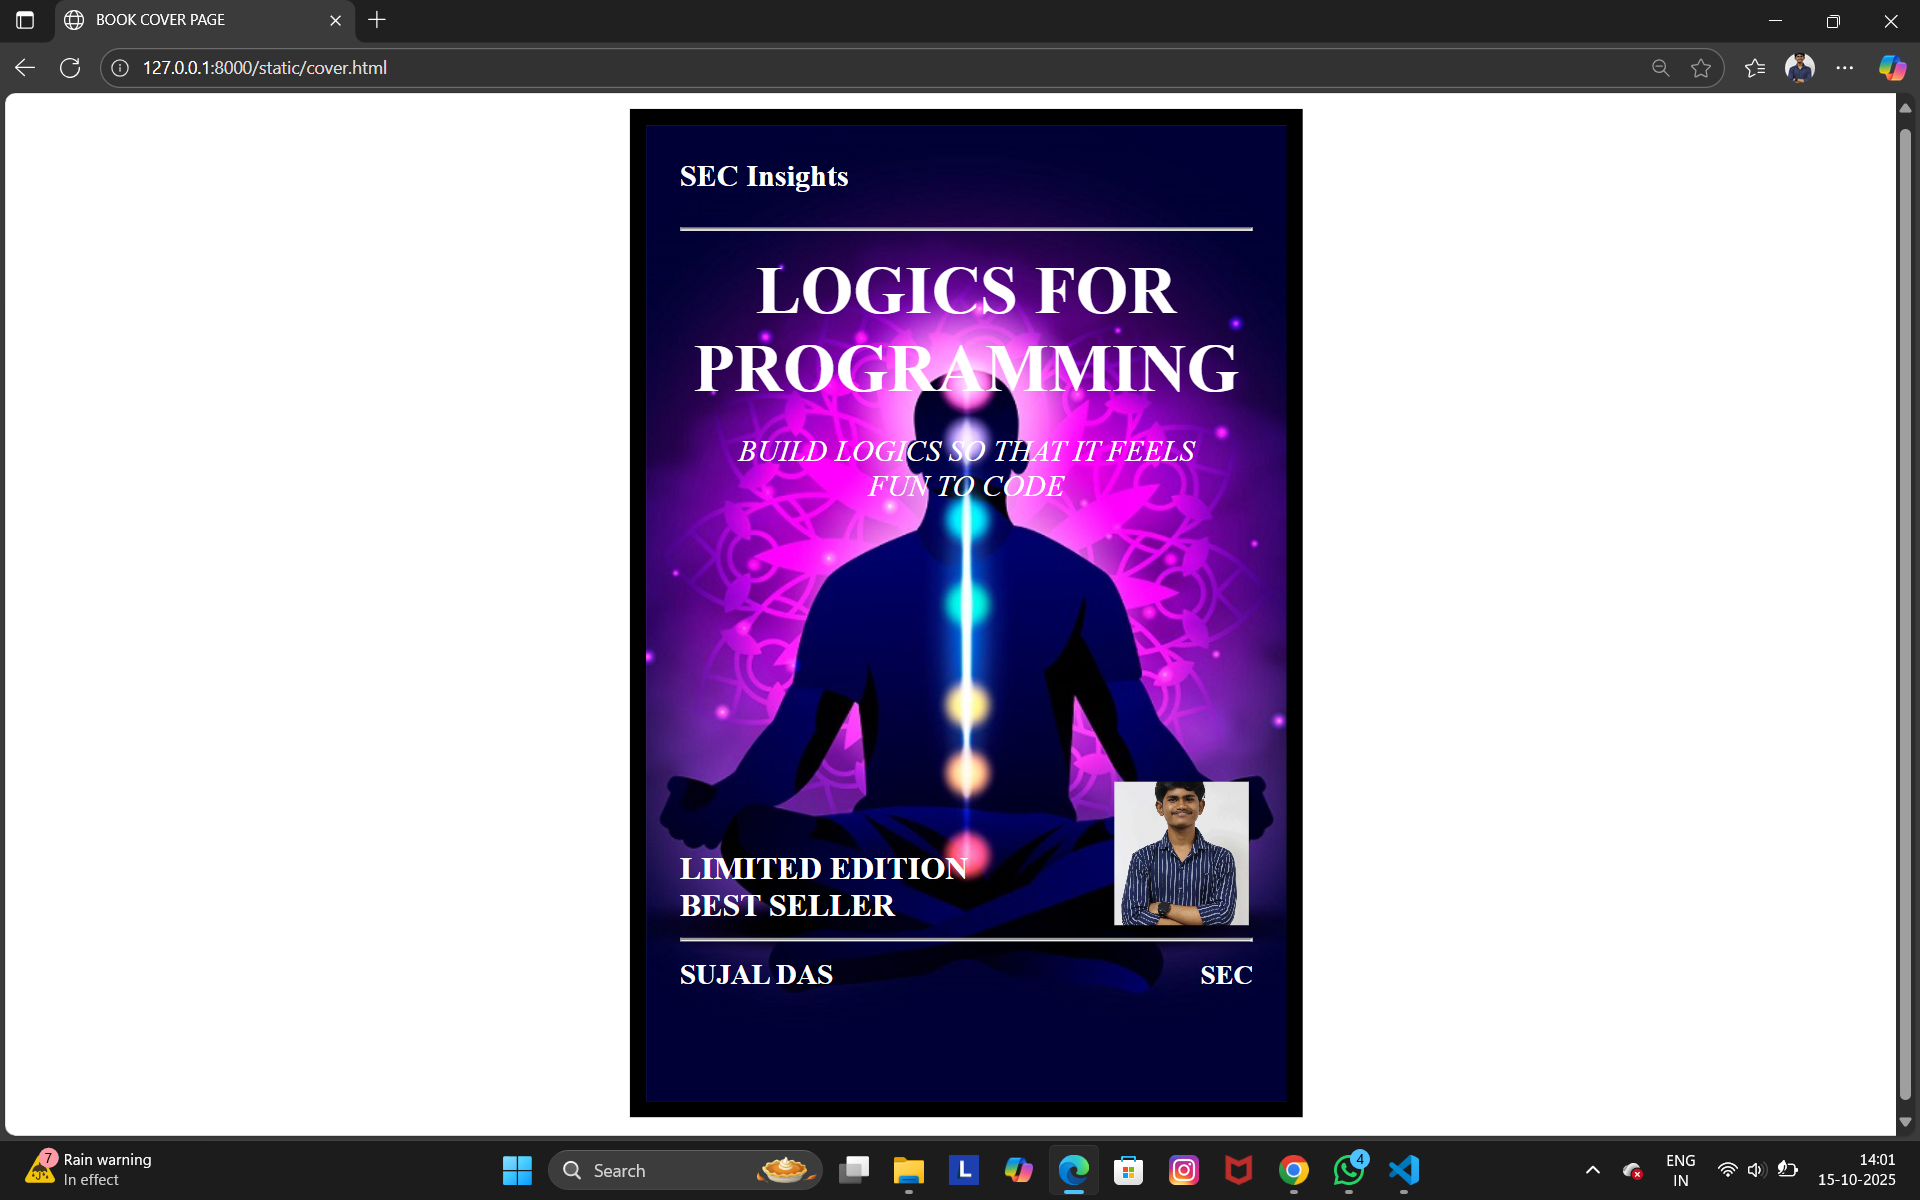 BOOK COVER PAGE
127.0.0.1:8000/static/cover.html
SEC Insights
LOGICS FOR
PROGRAMMING
BUILD LOGICS SO THAT IT FEELS
FUN TO CODE
LIMITED EDITION
BEST SELLER
SUJAL DAS
SEC
7
Rain warning
In effect
Search
L
4
ENG
IN
14:01
15-10-2025